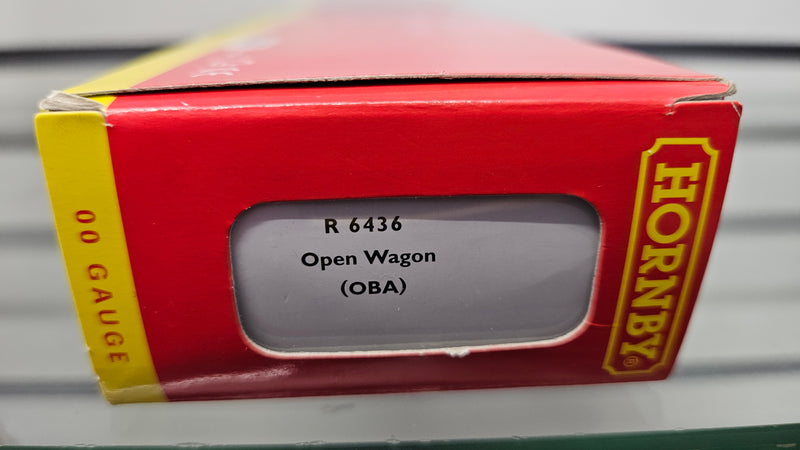 R 6436
Open Wagon
(OBA)
00 GAUGE
HORNBY®